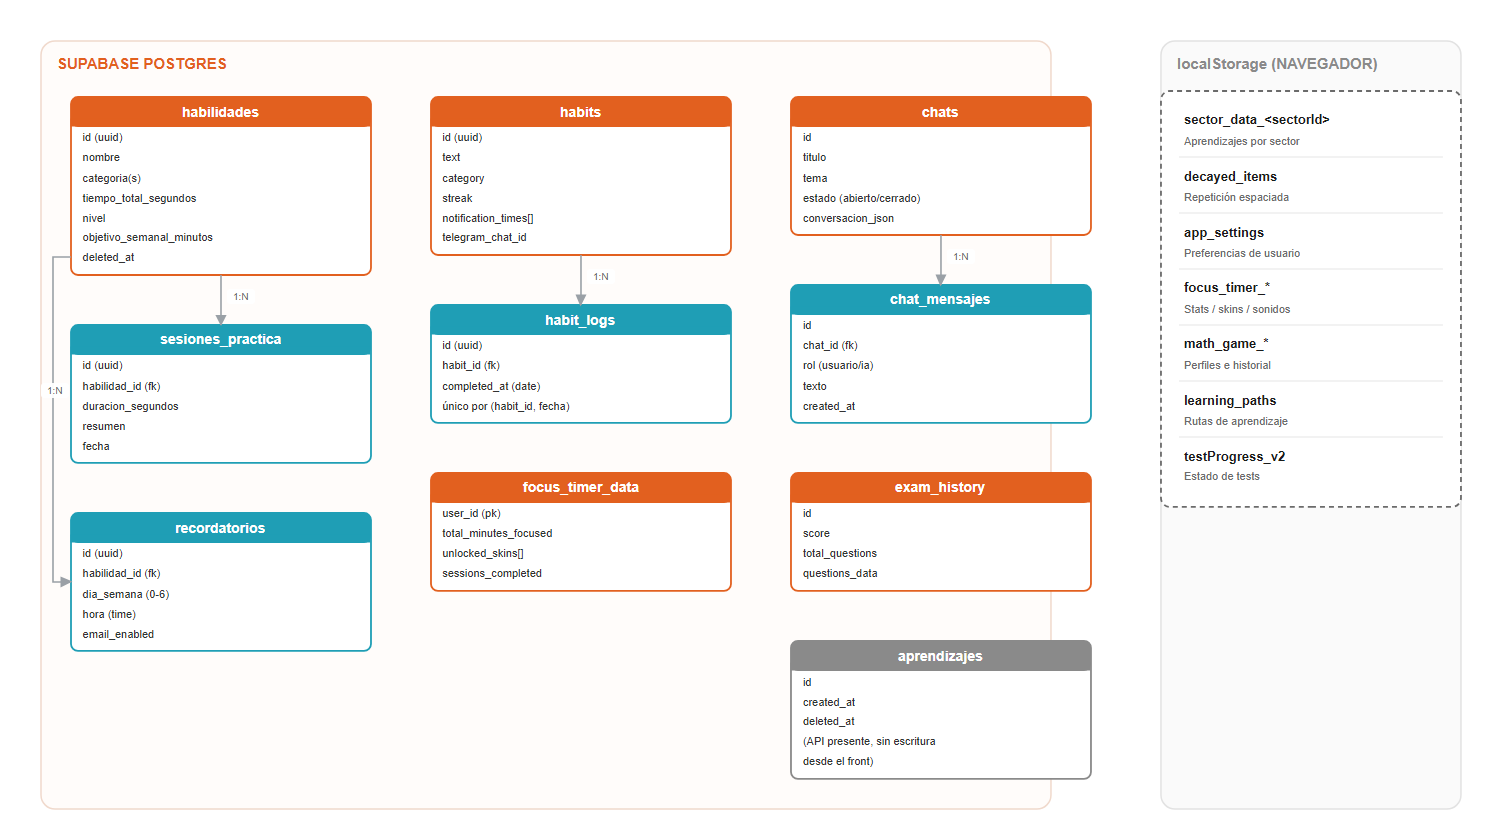 SUPABASE POSTGRES
habilidades
id (uuid)
nombre
categoria(s)
tiempo_total_segundos
nivel
objetivo_semanal_minutos
deleted_at
1:N
1:N
sesiones_practica
id (uuid)
habilidad_id (fk)
duracion_segundos
resumen
fecha
recordatorios
id (uuid)
habilidad_id (fk)
dia_semana (0-6)
hora (time)
email_enabled
habits
id (uuid)
text
category
streak
notification_times[]
telegram_chat_id
1:N
habit_logs
id (uuid)
habit_id (fk)
completed_at (date)
único por (habit_id, fecha)
focus_timer_data
user_id (pk)
total_minutes_focused
unlocked_skins[]
sessions_completed
chats
id
titulo
tema
estado (abierto/cerrado)
conversacion_json
1:N
chat_mensajes
id
chat_id (fk)
rol (usuario/ia)
texto
created_at
exam_history
id
score
total_questions
questions_data
aprendizajes
id
created_at
deleted_at
(API presente, sin escritura
desde el front)
localStorage (NAVEGADOR)
sector_data_<sectorId>
Aprendizajes por sector
decayed_items
Repetición espaciada
app_settings
Preferencias de usuario
focus_timer_*
Stats / skins / sonidos
math_game_*
Perfiles e historial
learning_paths
Rutas de aprendizaje
testProgress_v2
Estado de tests